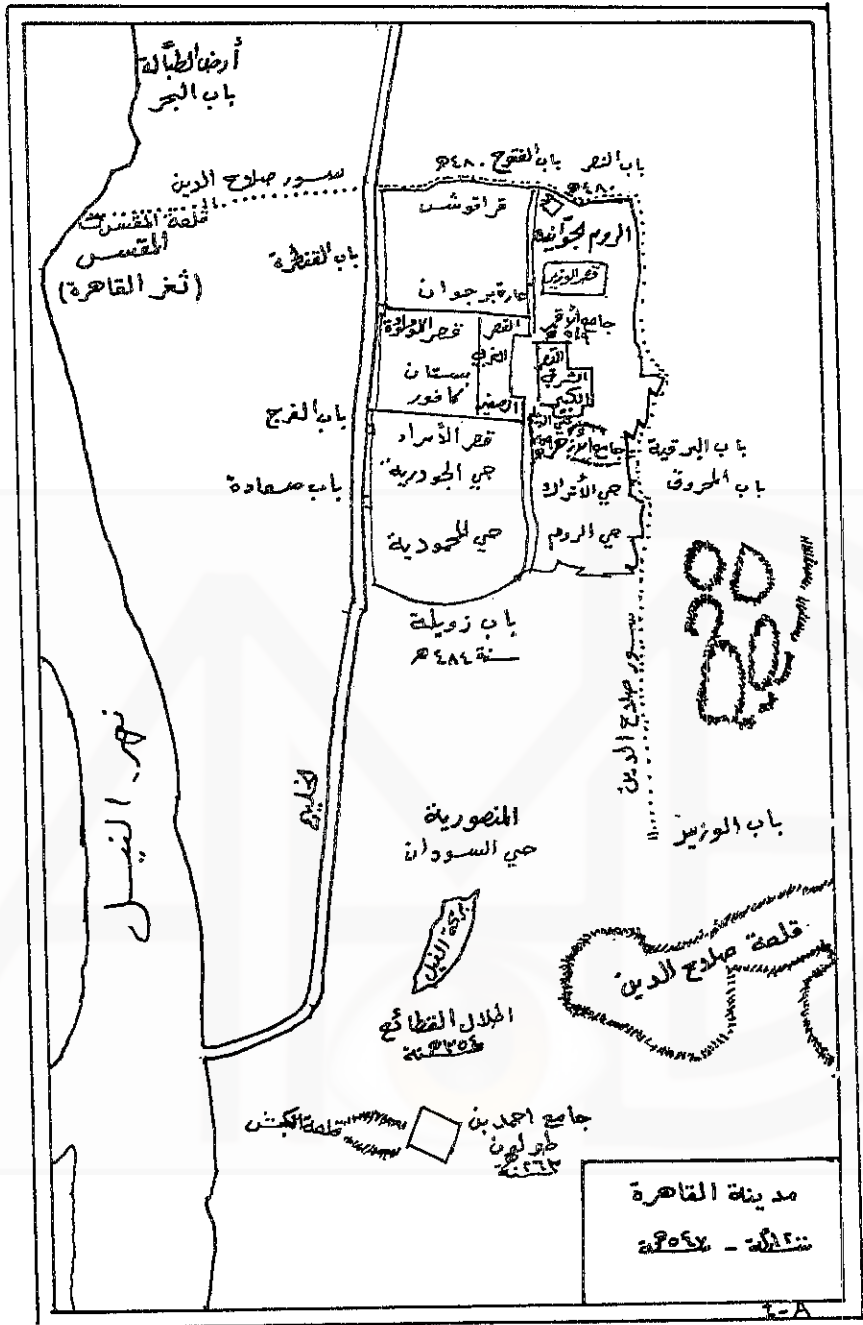 أرض الطبالة
باب البحر
باب النصر
باب الفتوح ٤٨٠هـ
٤٨٠هـ
سور صلاح الدين
قلعة المقس
المقس
(ثغر القاهرة)
قراقوش
الروم الجوانية
قصر الوزير
باب القنطرة
حارة برجوان
جامع الأقمر
القصر
الغربي
الصغير
بستان
كافور
القصر
الشرقي
الكبير
باب الفرج
قصر الأمراء
جامع الأزهر
باب البرقية
باب المحروق
حي الجودرية
حي الأتراك
باب سعادة
حي المحمودية
حي الروم
باب زويلة
سنة ٤٨٤هـ
سور صلاح الدين
نهر النيل
الخليج
المنصورية
حي السودان
باب الوزير
بركة الفيل
قلعة صلاح الدين
اطلال القطائع
جامع احمد بن
طولون
قلعة الكبش
مدينة القاهرة
٤-A